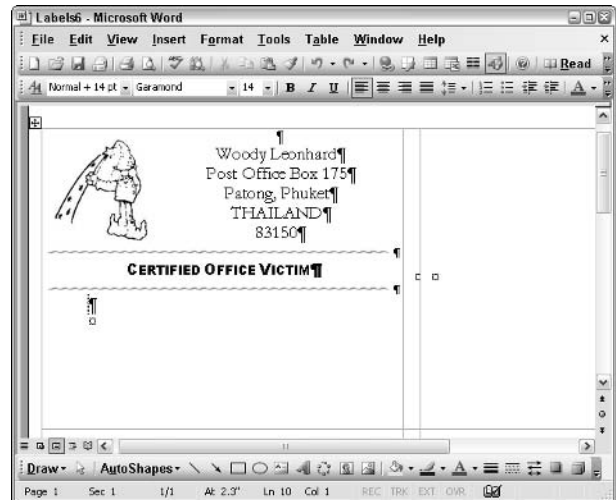 Labels6 - Microsoft Word
File Edit View Insert Format Tools Table Window Help
Read
Normal + 14 pt Garamond 14 B I U A
¶
Woody Leonhard¶
Post Office Box 175¶
Patong, Phuket¶
THAILAND¶
83150¶
¶
CERTIFIED OFFICE VICTIM¶
¶
¶
Draw AutoShapes A
Page 1 Sec 1 1/1 At 2.3" Ln 10 Col 1 REC TRK EXT OVR